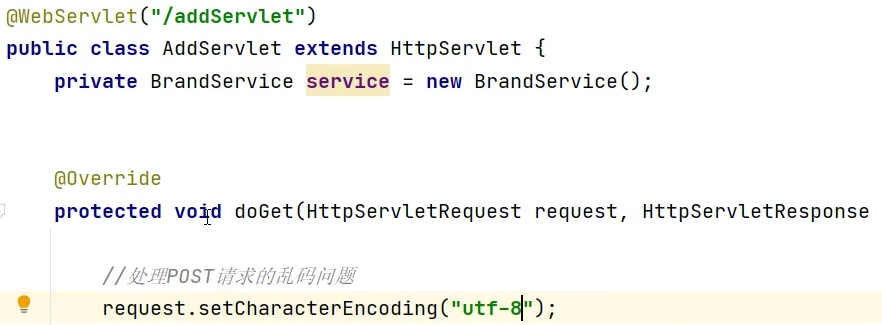 @WebServlet("/addServlet")
public class AddServlet extends HttpServlet {
private BrandService service = new BrandService();
@Override
protected void doGet(HttpServletRequest request, HttpServletResponse
//处理POST请求的乱码问题
request.setCharacterEncoding("utf-8");